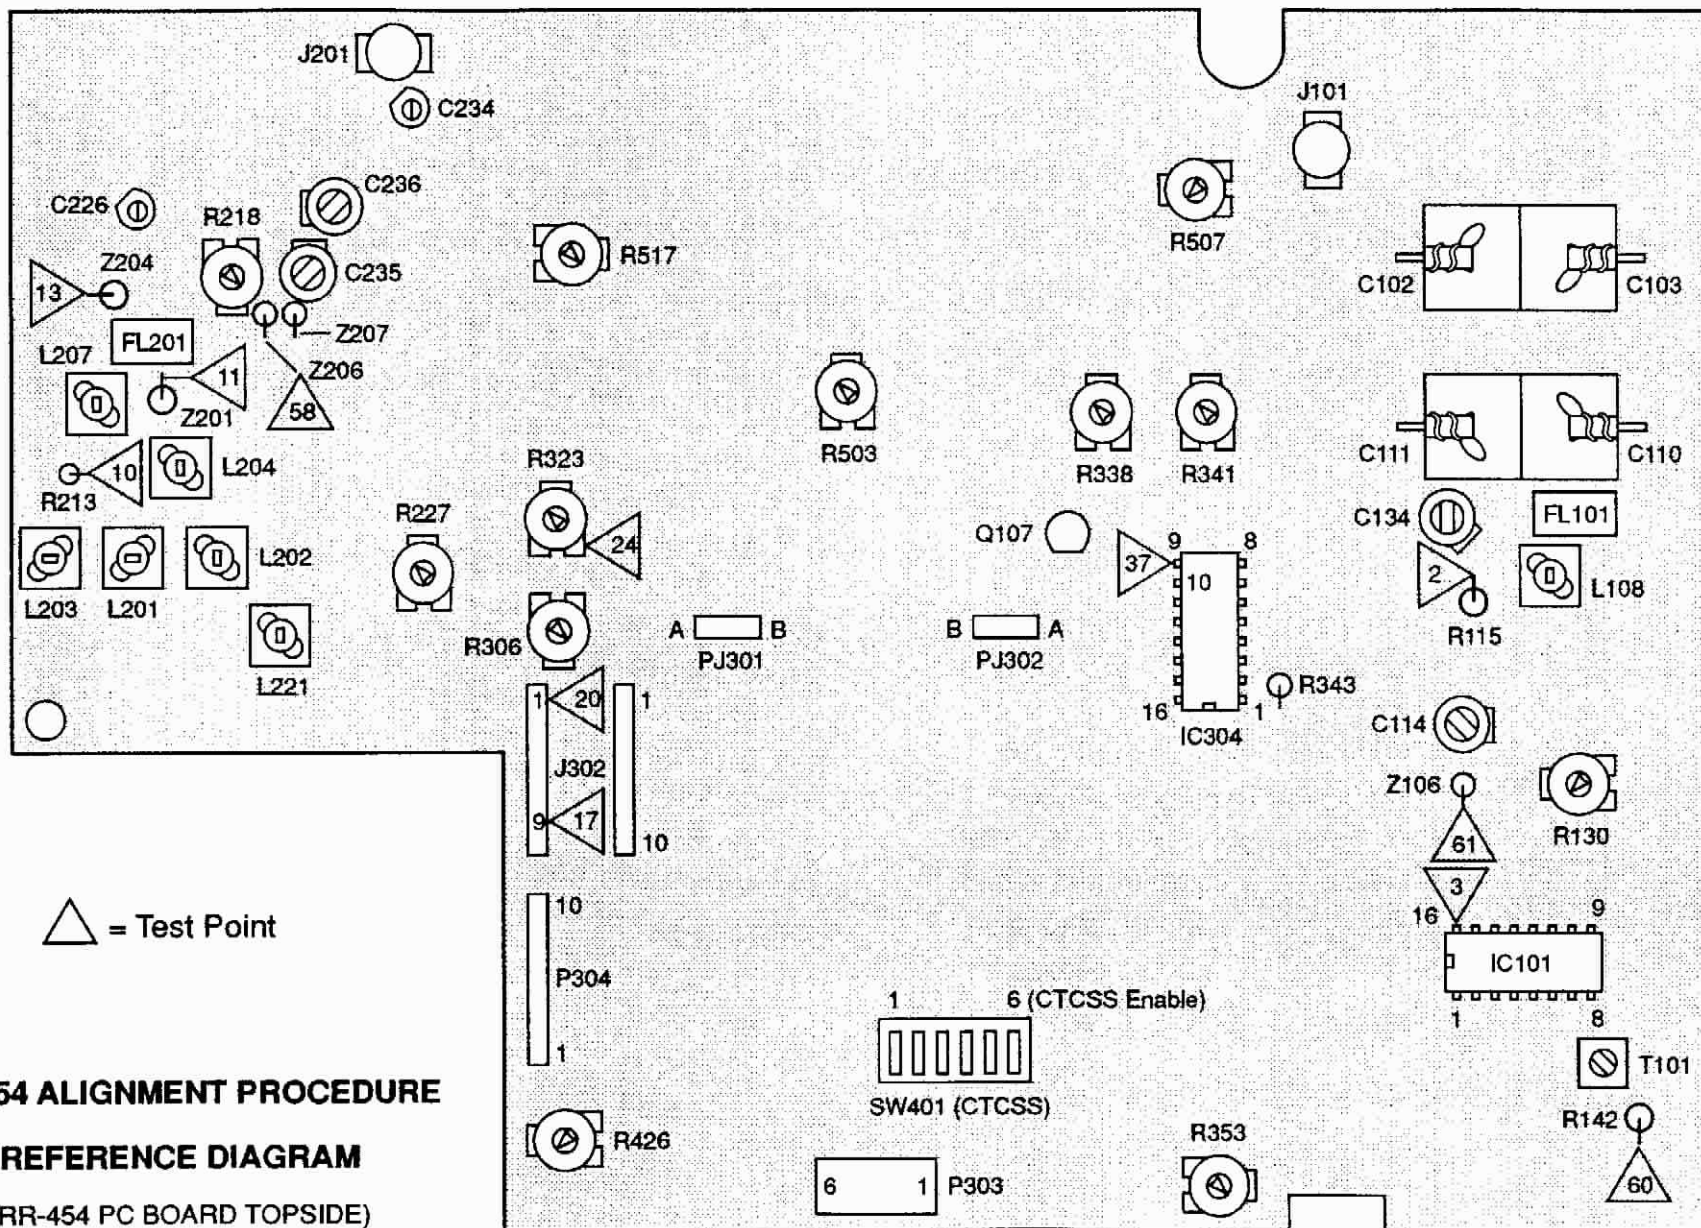 J201
C234
J101
C236
C226
R218
R507
R517
C235
Z204
13
C102
C103
Z207
FL201
L207
Z206
11
58
Z201
R503
R338
R341
C111
C110
R323
10
L204
R213
R227
C134
FL101
Q107
9
8
24
37
10
2
L202
L108
L203
L201
R306
A
B
PJ301
B
A
PJ302
R115
L221
1
20
1
R343
16
1
IC304
C114
J302
Z106
9
17
10
R130
61
3
16
9
10
= Test Point
IC101
P304
1
8
1
6 (CTCSS Enable)
T101
54 ALIGNMENT PROCEDURE
SW401 (CTCSS)
R142
R426
R353
REFERENCE DIAGRAM
6
1
P303
60
RR-454 PC BOARD TOPSIDE)